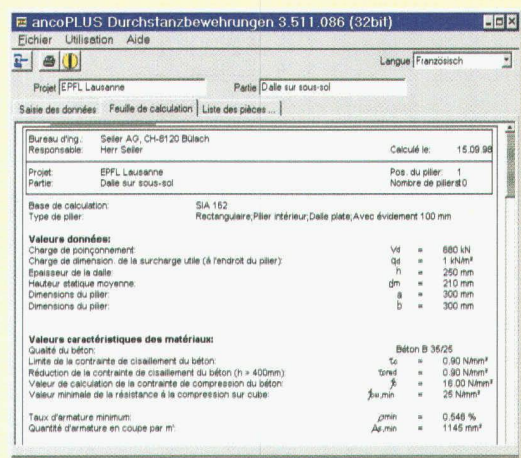 ancoPLUS Durchstanzbewehrungen 3.511.086 (32bit)
Eichier Utilisation Aide
Langue Französisch
Projet EPFL Lausanne Partie Dalle sur sous-sol
Saisie des données Feuille de calculation Liste des pièces ...
Bureau d'ing.: Seiler AG, CH-8120 Bülach
Responsable: Herr Seiler Calculé le: 15.09.98
Projet: EPFL Lausanne Pos. du pilier: 1
Partie: Dalle sur sous-sol Nombre de piliers:10
Base de calculation: SIA 162
Type de pilier: Rectangulaire;Pilier intérieur;Dalle plate;Avec évidement 100 mm
Valeurs données:
Charge de poinçonnement: Vd = 680 kN
Charge de dimension. de la surcharge utile (à l'endroit du pilier): qd = 1 kN/m²
Epaisseur de la dalle: h = 250 mm
Hauteur statique moyenne: dm = 210 mm
Dimensions du pilier: a = 300 mm
Dimensions du pilier: b = 300 mm
Valeurs caractéristiques des matériaux:
Qualité du béton: Béton B 35/25
Limite de la contrainte de cisaillement du béton: τc = 0.90 N/mm²
Réduction de la contrainte de cisaillement du béton (h > 400mm): τcred = 0.90 N/mm²
Valeur de calculation de la contrainte de compression du béton: fc = 16.00 N/mm²
Valeur minimale de la résistance à la compression sur cube: fcw,min = 25 N/mm²
Taux d'armature minimum: ρmin = 0.546 %
Quantité d'armature en coupe par m': As,min = 1145 mm²